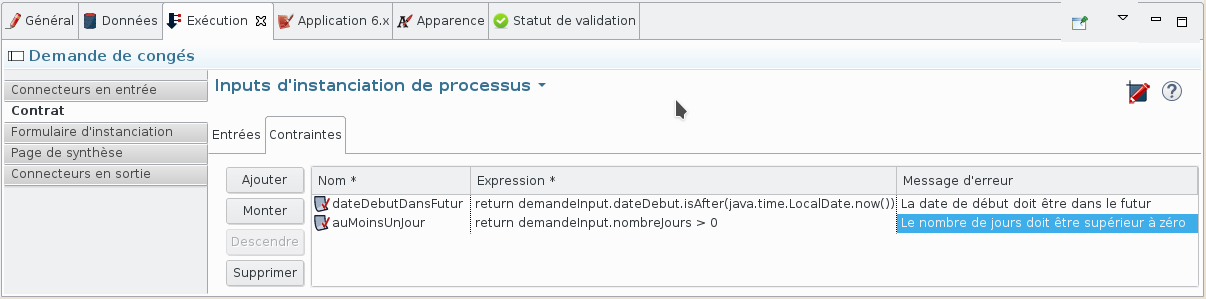 Général Données Exécution Application 6.x Apparence Statut de validation
Demande de congés
Connecteurs en entrée
Contrat
Formulaire d'instanciation
Page de synthèse
Connecteurs en sortie
Inputs d'instanciation de processus
Entrées Contraintes
Ajouter
Monter
Descendre
Supprimer
Nom * Expression * Message d'erreur
dateDebutDansFutur return demandeInput.dateDebut.isAfter(java.time.LocalDate.now()) La date de début doit être dans le futur
auMoinsUnJour return demandeInput.nombreJours > 0 Le nombre de jours doit être supérieur à zéro